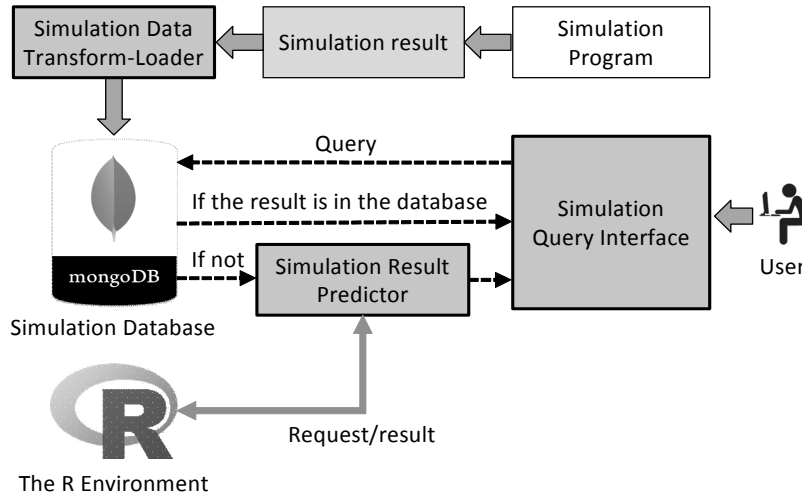 Simulation Data
Transform-Loader
Simulation result
Simulation
Program
Query
If the result is in the database
Simulation
Query Interface
User
mongoDB
If not
Simulation Result
Predictor
Simulation Database
R
Request/result
The R Environment